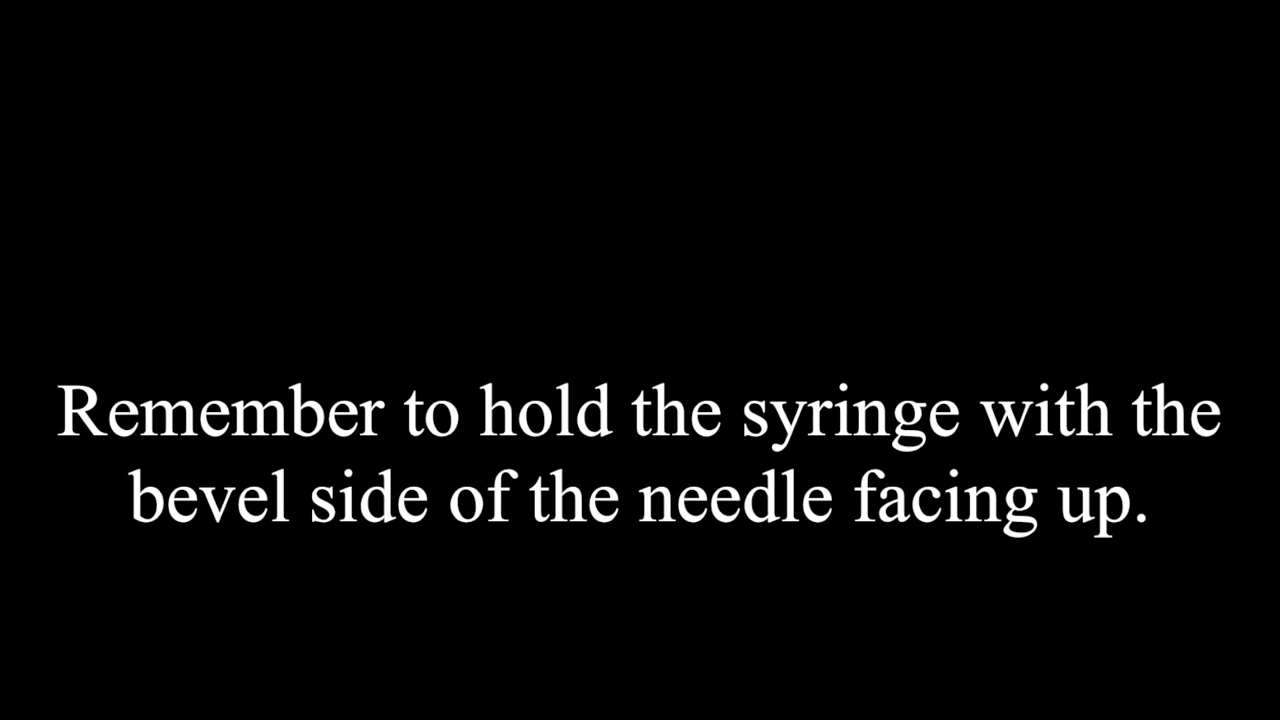 Remember to hold the syringe with the
bevel side of the needle facing up.